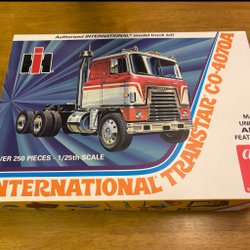 Authorized INTERNATIONAL® model truck kit!
IH
OVER 250 PIECES - 1/25th SCALE
INTERNATIONAL® TRANSTAR CO-4070A